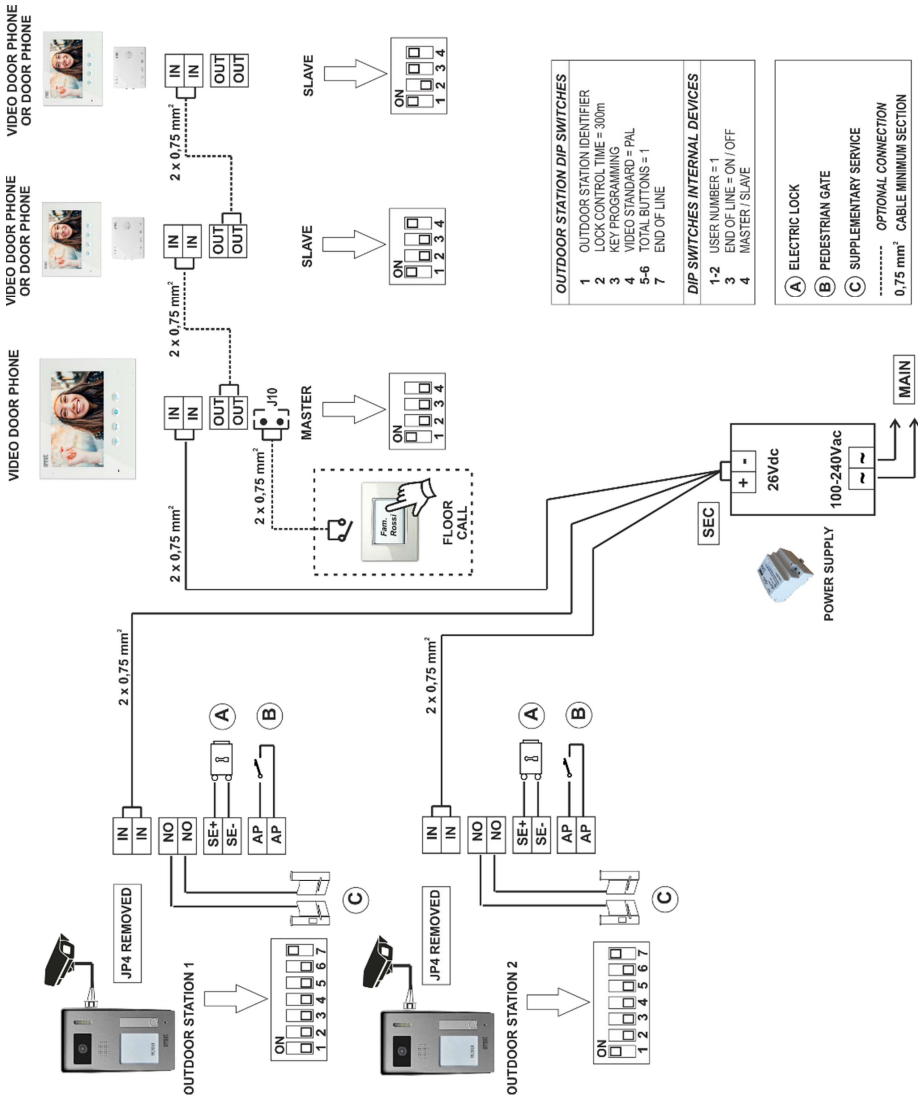 VIDEO DOOR PHONE
OR DOOR PHONE
IN
IN
OUT
OUT
2 x 0,75 mm²
SLAVE
ON
1 2 3 4
VIDEO DOOR PHONE
OR DOOR PHONE
IN
IN
OUT
OUT
2 x 0,75 mm²
SLAVE
ON
1 2 3 4
VIDEO DOOR PHONE
IN
IN
OUT
OUT
J10
2 x 0,75 mm²
2 x 0,75 mm²
MASTER
ON
1 2 3 4
Fam.
Rossi
FLOOR
CALL
OUTDOOR STATION DIP SWITCHES
1 OUTDOOR STATION IDENTIFIER
2 LOCK CONTROL TIME = 300m
3 KEY PROGRAMMING
4 VIDEO STANDARD = PAL
5-6 TOTAL BUTTONS = 1
7 END OF LINE
DIP SWITCHES INTERNAL DEVICES
1-2 USER NUMBER = 1
3 END OF LINE = ON / OFF
4 MASTER / SLAVE
A ELECTRIC LOCK
B PEDESTRIAN GATE
C SUPPLEMENTARY SERVICE
OPTIONAL CONNECTION
0,75 mm² CABLE MINIMUM SECTION
SEC
+ -
26Vdc
100-240Vac
~ ~
MAIN
POWER SUPPLY
2 x 0,75 mm²
IN
IN
NO
NO
SE+
SE-
AP
AP
A
B
C
JP4 REMOVED
OUTDOOR STATION 1
ON
1 2 3 4 5 6 7
2 x 0,75 mm²
IN
IN
NO
NO
SE+
SE-
AP
AP
A
B
C
JP4 REMOVED
OUTDOOR STATION 2
ON
1 2 3 4 5 6 7